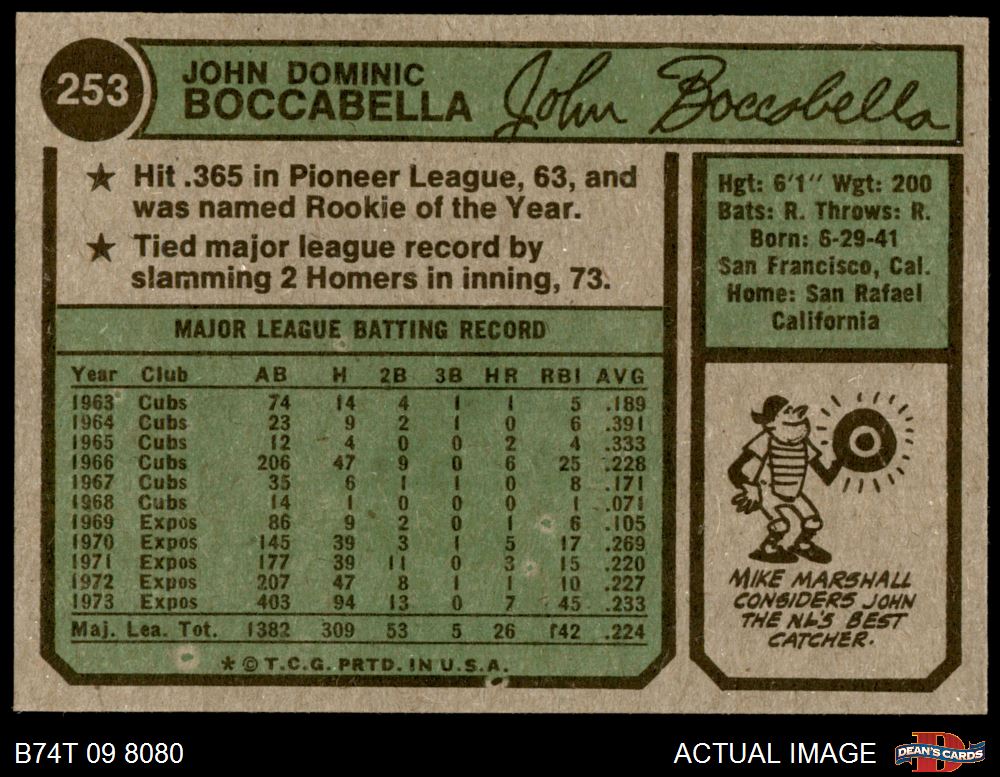 253
JOHN DOMINIC
BOCCABELLA
John Boccabella
★ Hit .365 in Pioneer League, 63, and
was named Rookie of the Year.
★ Tied major league record by
slamming 2 Homers in inning, 73.
Hgt: 6'1" Wgt: 200
Bats: R. Throws: R.
Born: 6-29-41
San Francisco, Cal.
Home: San Rafael
California
MAJOR LEAGUE BATTING RECORD
Year Club AB H 2B 3B HR RBI AVG
1963 Cubs 74 14 4 1 1 5 .189
1964 Cubs 23 9 2 1 0 6 .391
1965 Cubs 12 4 0 0 2 4 .333
1966 Cubs 206 47 9 0 6 25 .228
1967 Cubs 35 6 1 1 0 8 .171
1968 Cubs 14 1 0 0 0 1 .071
1969 Expos 86 9 2 0 1 6 .105
1970 Expos 145 39 3 1 5 17 .269
1971 Expos 177 39 11 0 3 15 .220
1972 Expos 207 47 8 1 1 10 .227
1973 Expos 403 94 13 0 7 45 .233
Maj. Lea. Tot. 1382 309 53 5 26 142 .224
* © T.C.G. PRTD. IN U.S.A.
MIKE MARSHALL
CONSIDERS JOHN
THE NL'S BEST
CATCHER.
B74T 09 8080
ACTUAL IMAGE
D
DEAN'S CARDS